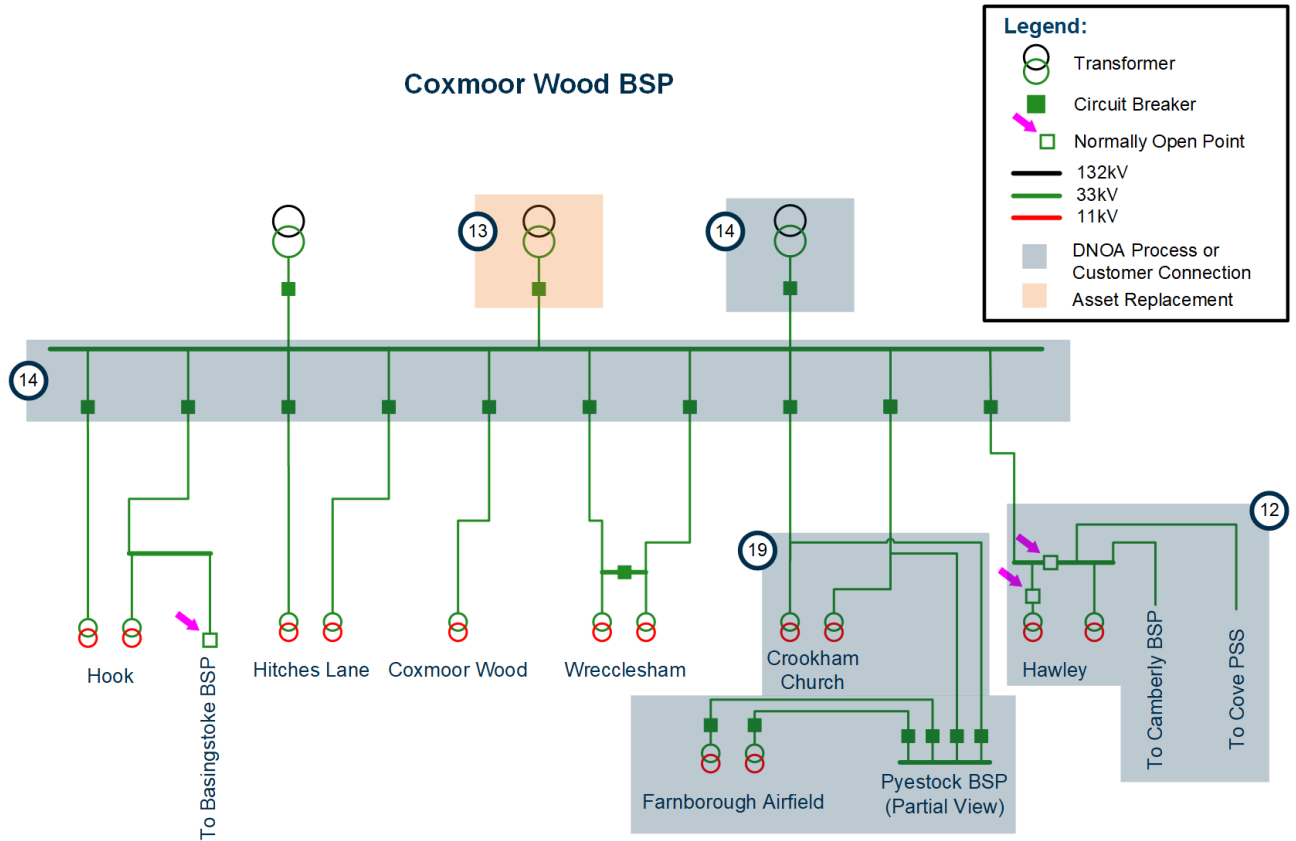 Coxmoor Wood BSP
Legend:
Transformer
Circuit Breaker
Normally Open Point
132kV
33kV
11kV
DNOA Process or
Customer Connection
Asset Replacement
13
14
14
12
19
Hook
To Basingstoke BSP
Hitches Lane
Coxmoor Wood
Wrecclesham
Crookham
Church
Hawley
To Camberly BSP
To Cove PSS
Farnborough Airfield
Pyestock BSP
(Partial View)